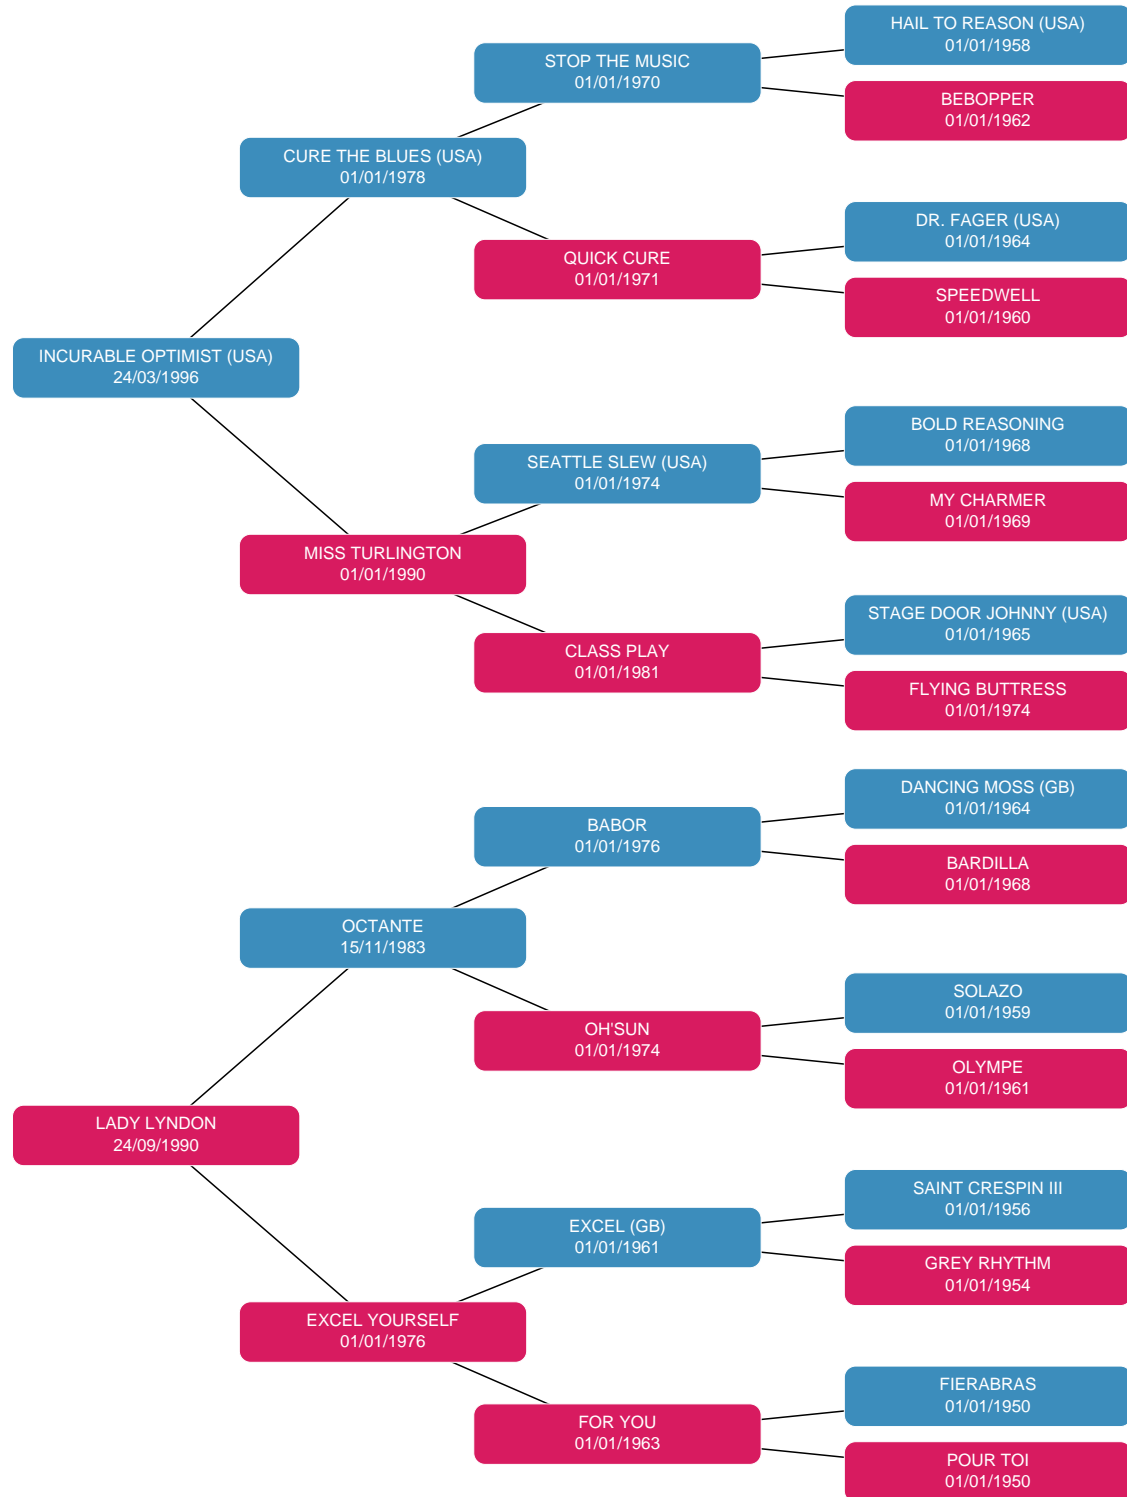 HAIL TO REASON (USA)
01/01/1958
STOP THE MUSIC
01/01/1970
BEBOPPER
01/01/1962
CURE THE BLUES (USA)
01/01/1978
DR. FAGER (USA)
01/01/1964
QUICK CURE
01/01/1971
SPEEDWELL
01/01/1960
INCURABLE OPTIMIST (USA)
24/03/1996
BOLD REASONING
01/01/1968
SEATTLE SLEW (USA)
01/01/1974
MY CHARMER
01/01/1969
MISS TURLINGTON
01/01/1990
STAGE DOOR JOHNNY (USA)
01/01/1965
CLASS PLAY
01/01/1981
FLYING BUTTRESS
01/01/1974
DANCING MOSS (GB)
01/01/1964
BABOR
01/01/1976
BARDILLA
01/01/1968
OCTANTE
15/11/1983
SOLAZO
01/01/1959
OH'SUN
01/01/1974
OLYMPE
01/01/1961
LADY LYNDON
24/09/1990
SAINT CRESPIN III
01/01/1956
EXCEL (GB)
01/01/1961
GREY RHYTHM
01/01/1954
EXCEL YOURSELF
01/01/1976
FIERABRAS
01/01/1950
FOR YOU
01/01/1963
POUR TOI
01/01/1950